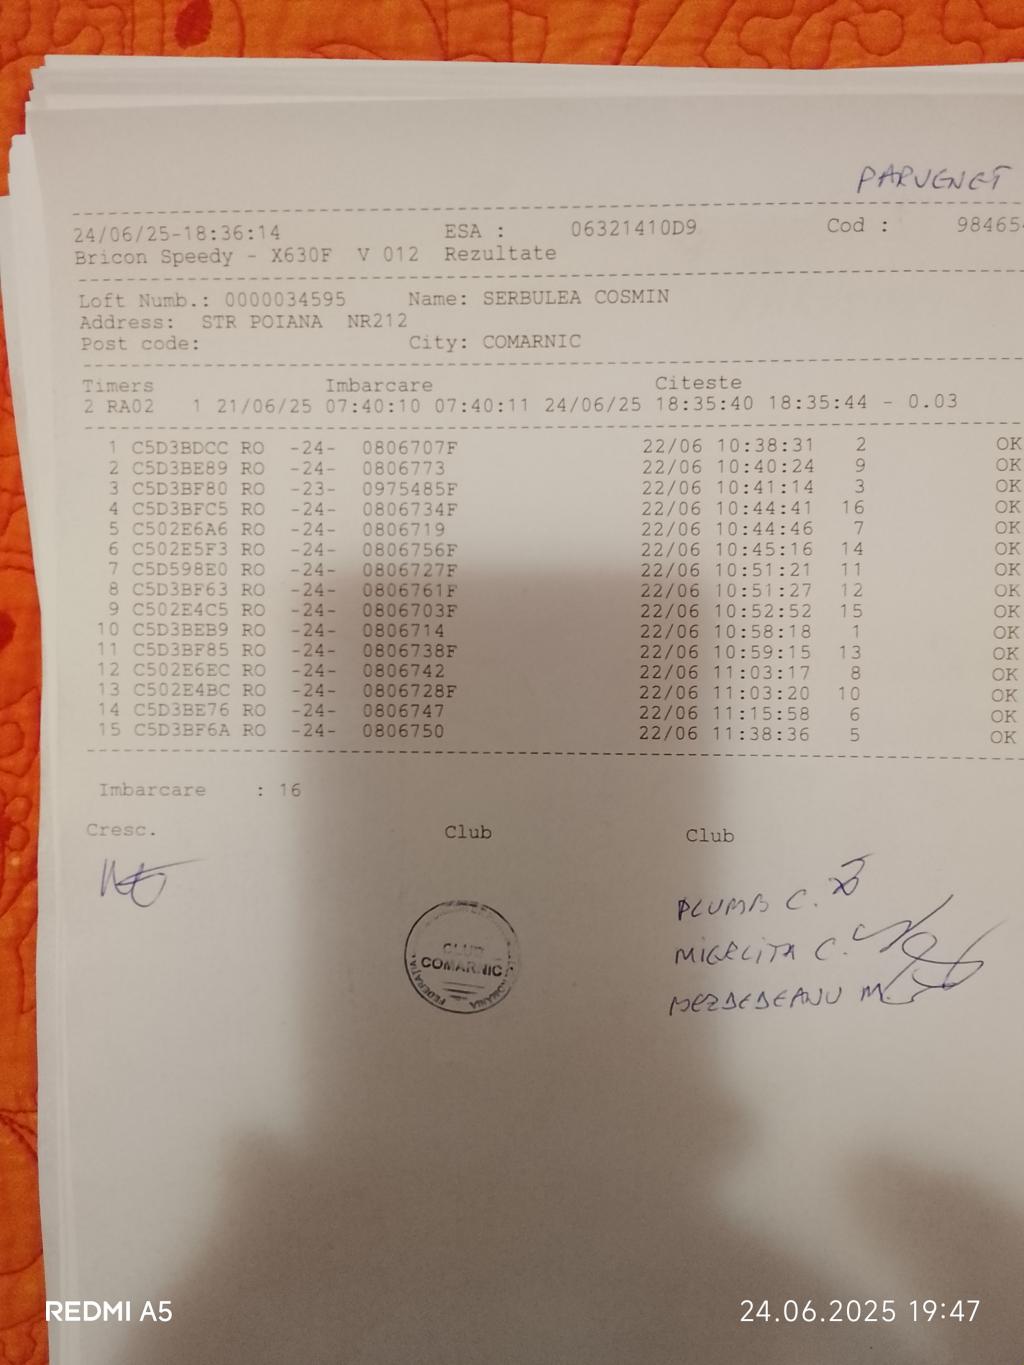 PARVENET
24/06/25-18:36:14 ESA : 06321410D9 Cod :
Bricon Speedy - X630F V 012 Rezultate
Loft Numb.: 0000034595 Name: SERBULEA COSMIN
Address: STR POIANA NR212
Post code: City: COMARNIC
Timers Imbarcare Citeste
2 RA02 1 21/06/25 07:40:10 07:40:11 24/06/25 18:35:40 18:35:44 - 0.03
1 C5D3BDCC RO -24- 0806707F 22/06 10:38:31 2 OK
2 C5D3BE89 RO -24- 0806773 22/06 10:40:24 9 OK
3 C5D3BF80 RO -23- 0975485F 22/06 10:41:14 3 OK
4 C5D3BFC5 RO -24- 0806734F 22/06 10:44:41 16 OK
5 C502E6A6 RO -24- 0806719 22/06 10:44:46 7 OK
6 C502E5F3 RO -24- 0806756F 22/06 10:45:16 14 OK
7 C5D598E0 RO -24- 0806727F 22/06 10:51:21 11 OK
8 C5D3BF63 RO -24- 0806761F 22/06 10:51:27 12 OK
9 C502E4C5 RO -24- 0806703F 22/06 10:52:52 15 OK
10 C5D3BEB9 RO -24- 0806714 22/06 10:58:18 1 OK
11 C5D3BF85 RO -24- 0806738F 22/06 10:59:15 13 OK
12 C502E6EC RO -24- 0806742 22/06 11:03:17 8 OK
13 C502E4BC RO -24- 0806728F 22/06 11:03:20 10 OK
14 C5D3BE76 RO -24- 0806747 22/06 11:15:58 6 OK
15 C5D3BF6A RO -24- 0806750 22/06 11:38:36 5 OK
Imbarcare : 16
Cresc. Club Club
PLUMB C.
MIGELITA C.
BEZDEDEANU M.
CLUB
COMARNIC
FEDERATIA
ROMANIA
REDMI A5 24.06.2025 19:47